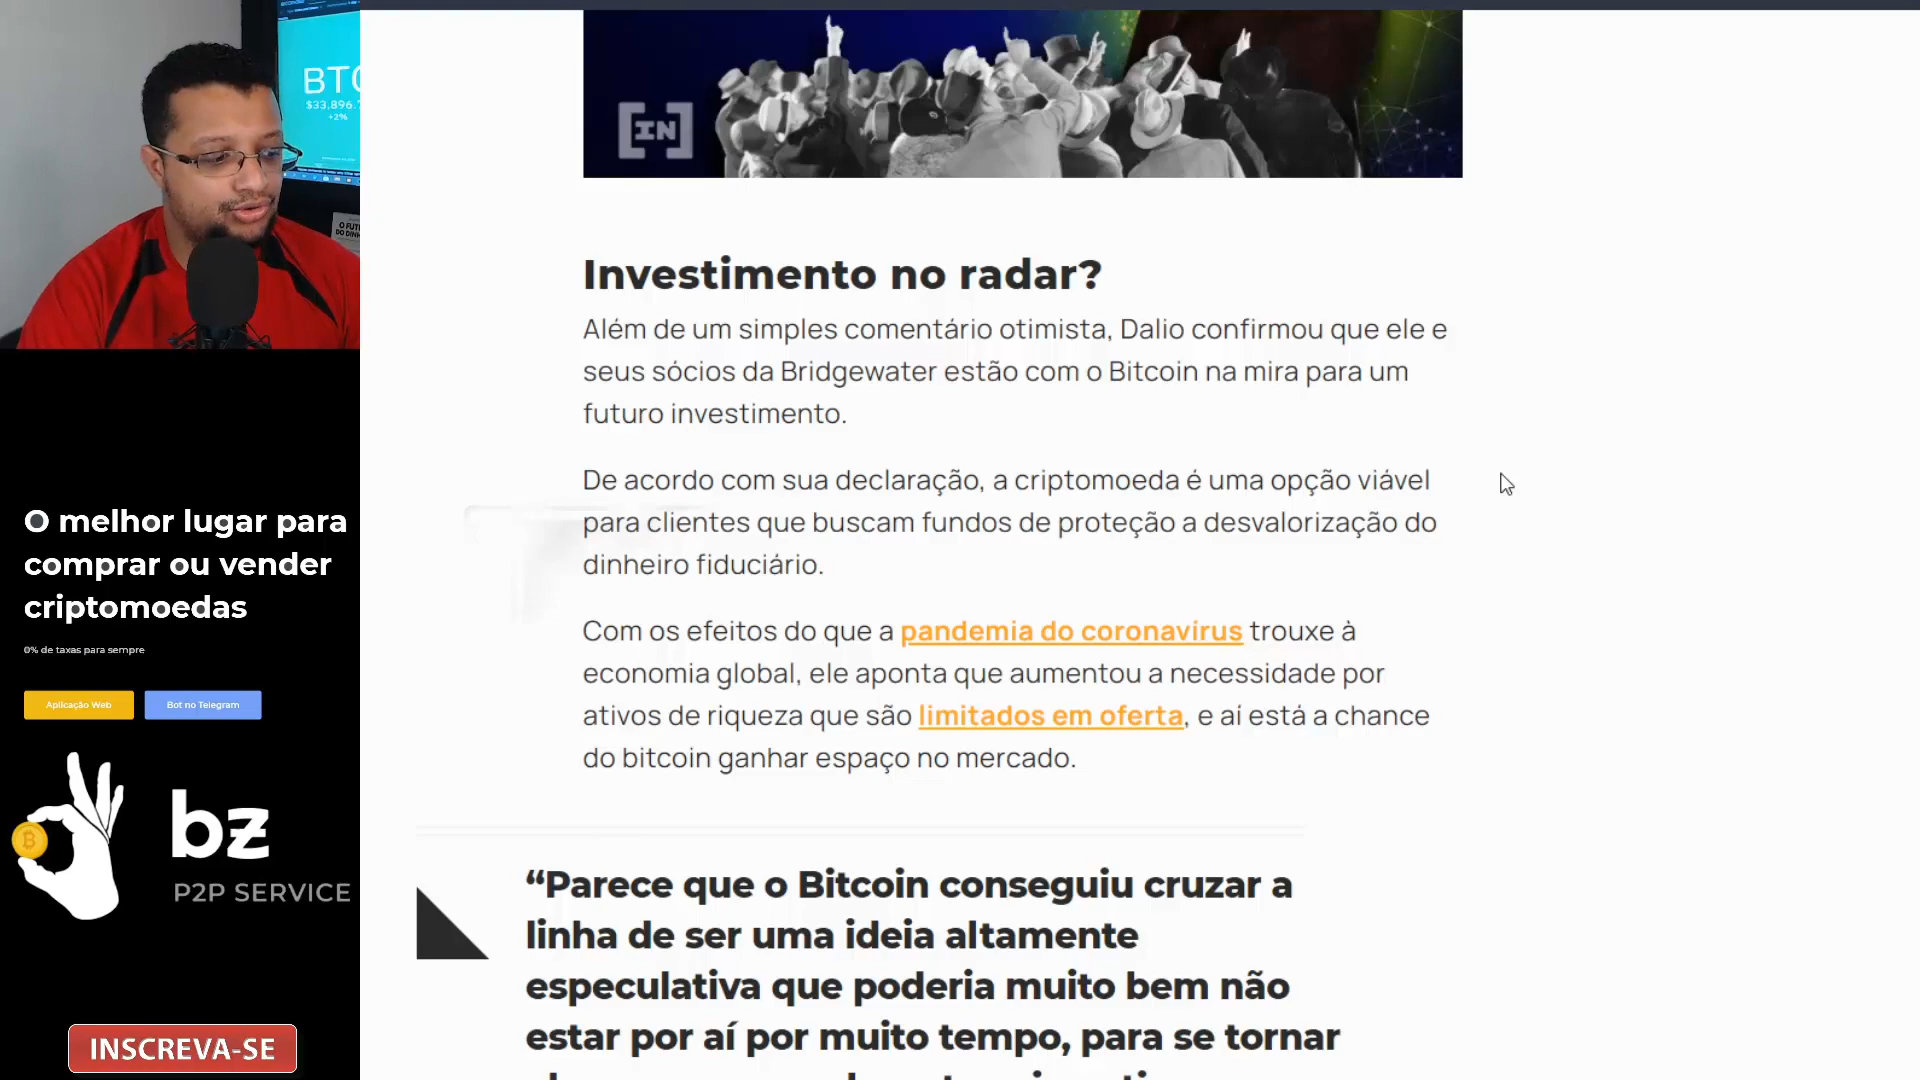 BTC
$33,896.
+2%
O FUTU
DO DINH
[IN]
Investimento no radar?
Além de um simples comentário otimista, Dalio confirmou que ele e
seus sócios da Bridgewater estão com o Bitcoin na mira para um
futuro investimento.
De acordo com sua declaração, a criptomoeda é uma opção viável
para clientes que buscam fundos de proteção a desvalorização do
dinheiro fiduciário.
Com os efeitos do que a pandemia do coronavírus trouxe à
economia global, ele aponta que aumentou a necessidade por
ativos de riqueza que são limitados em oferta, e aí está a chance
do bitcoin ganhar espaço no mercado.
“Parece que o Bitcoin conseguiu cruzar a
linha de ser uma ideia altamente
especulativa que poderia muito bem não
estar por aí por muito tempo, para se tornar
O melhor lugar para
comprar ou vender
criptomoedas
0% de taxas para sempre
Aplicação Web
Bot no Telegram
bz
P2P SERVICE
INSCREVA-SE